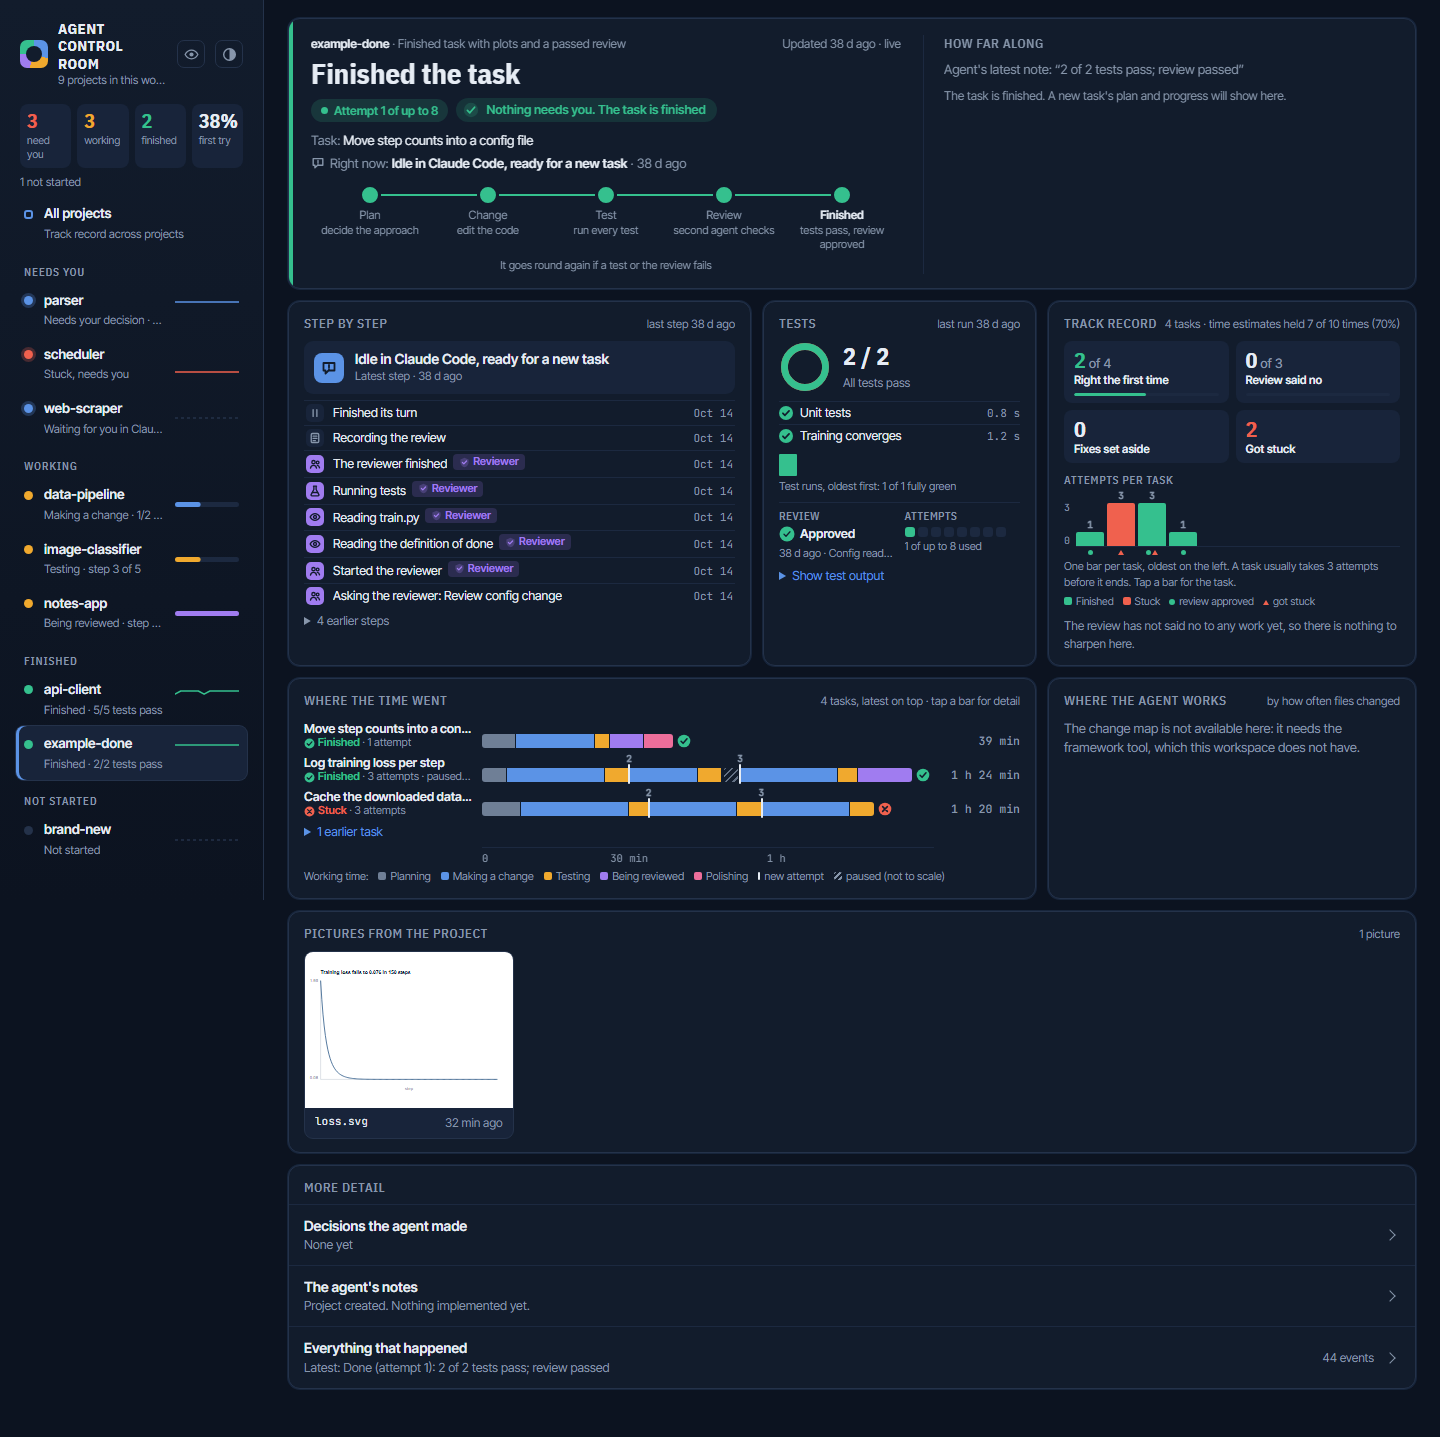 AGENT
CONTROL
ROOM
9 projects in this wo...
3
need
you
3
working
2
finished
38%
first try
1 not started
All projects
Track record across projects
NEEDS YOU
parser
Needs your decision · ...
scheduler
Stuck, needs you
web-scraper
Waiting for you in Clau...
WORKING
data-pipeline
Making a change · 1/2 ...
image-classifier
Testing · step 3 of 5
notes-app
Being reviewed · step ...
FINISHED
api-client
Finished · 5/5 tests pass
example-done
Finished · 2/2 tests pass
NOT STARTED
brand-new
Not started
example-done · Finished task with plots and a passed review
Updated 38 d ago · live
Finished the task
Attempt 1 of up to 8
Nothing needs you. The task is finished
Task: Move step counts into a config file
Right now: Idle in Claude Code, ready for a new task · 38 d ago
Plan
decide the approach
Change
edit the code
Test
run every test
Review
second agent checks
Finished
tests pass, review
approved
It goes round again if a test or the review fails
HOW FAR ALONG
Agent's latest note: “2 of 2 tests pass; review passed”
The task is finished. A new task's plan and progress will show here.
STEP BY STEP
last step 38 d ago
Idle in Claude Code, ready for a new task
Latest step · 38 d ago
Finished its turn Oct 14
Recording the review Oct 14
The reviewer finished Reviewer Oct 14
Running tests Reviewer Oct 14
Reading train.py Reviewer Oct 14
Reading the definition of done Reviewer Oct 14
Started the reviewer Reviewer Oct 14
Asking the reviewer: Review config change Oct 14
4 earlier steps
TESTS
last run 38 d ago
2 / 2
All tests pass
Unit tests 0.8 s
Training converges 1.2 s
Test runs, oldest first: 1 of 1 fully green
REVIEW
Approved
38 d ago · Config read...
ATTEMPTS
1 of up to 8 used
Show test output
TRACK RECORD
4 tasks · time estimates held 7 of 10 times (70%)
2 of 4
Right the first time
0 of 3
Review said no
0
Fixes set aside
2
Got stuck
ATTEMPTS PER TASK
3
0
1
3
3
1
One bar per task, oldest on the left. A task usually takes 3 attempts
before it ends. Tap a bar for the task.
Finished Stuck review approved got stuck
The review has not said no to any work yet, so there is nothing to
sharpen here.
WHERE THE TIME WENT
4 tasks, latest on top · tap a bar for detail
Move step counts into a con...
Finished · 1 attempt
39 min
Log training loss per step
Finished · 3 attempts · paused...
2
3
1 h 24 min
Cache the downloaded data...
Stuck · 3 attempts
2
3
1 h 20 min
1 earlier task
0
30 min
1 h
Working time: Planning Making a change Testing Being reviewed Polishing new attempt paused (not to scale)
WHERE THE AGENT WORKS
by how often files changed
The change map is not available here: it needs the
framework tool, which this workspace does not have.
PICTURES FROM THE PROJECT
1 picture
Training loss falls to 0.076 in 150 steps
loss.svg
32 min ago
MORE DETAIL
Decisions the agent made
None yet
The agent's notes
Project created. Nothing implemented yet.
Everything that happened
Latest: Done (attempt 1): 2 of 2 tests pass; review passed
44 events